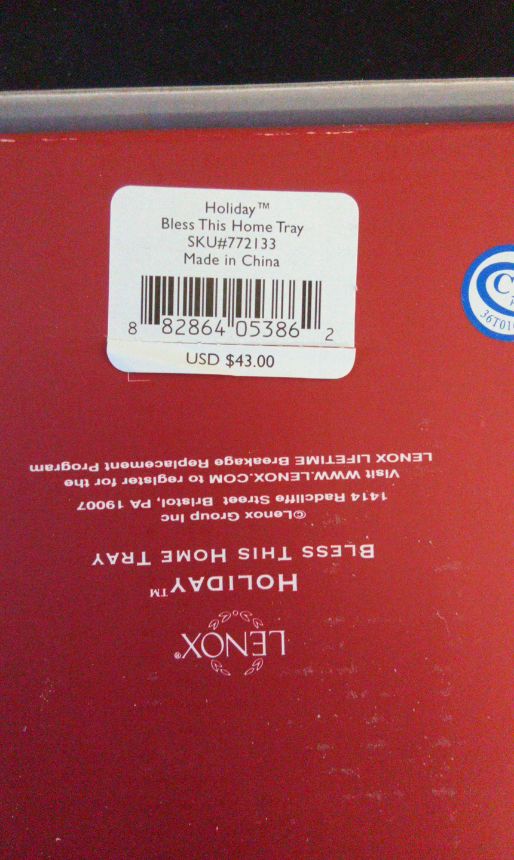 Holiday™
Bless This Home Tray
SKU#772133
Made in China
8 82864 05386 2
USD $43.00
LENOX®
HOLIDAY™
BLESS THIS HOME TRAY
©Lenox Group Inc
1414 Radcliffe Street, Bristol, PA 19007
Visit WWW.LENOX.COM to register for the
LENOX LIFETIME Breakage Replacement Program